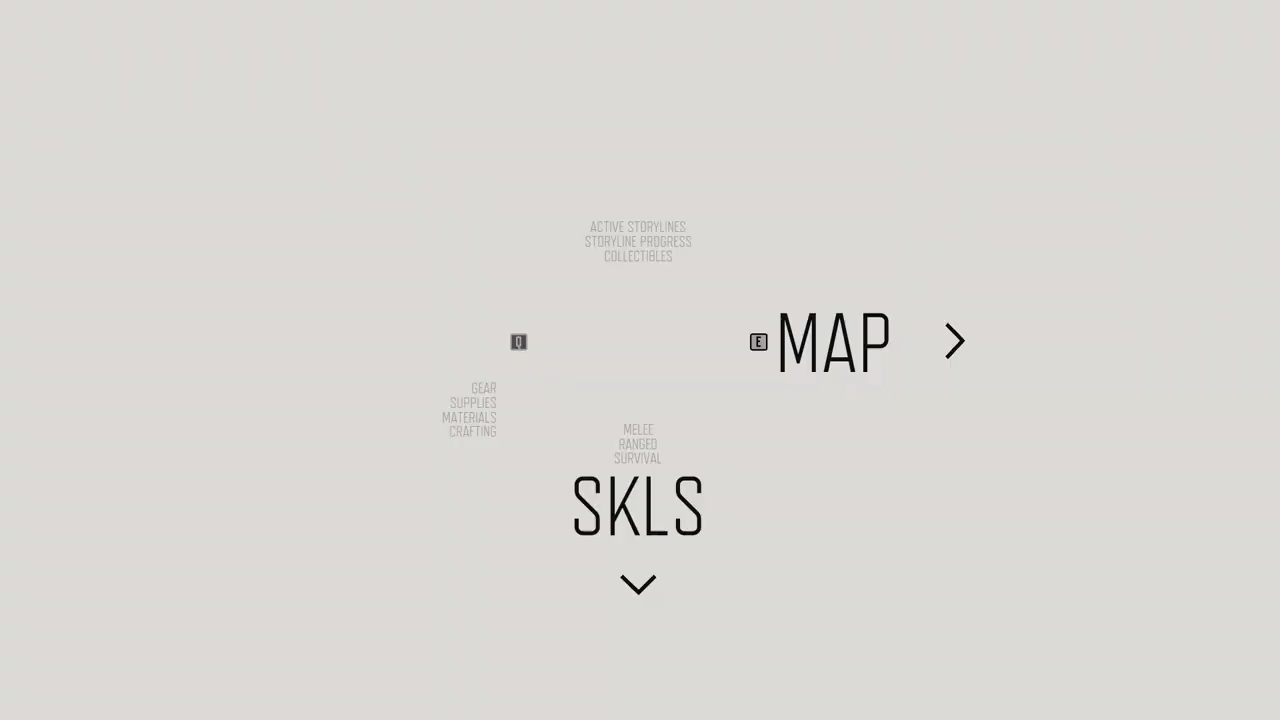 ACTIVE STORYLINES
STORYLINE PROGRESS
COLLECTIBLES
Q
E MAP
GEAR
SUPPLIES
MATERIALS
CRAFTING
MELEE
RANGED
SURVIVAL
SKLS